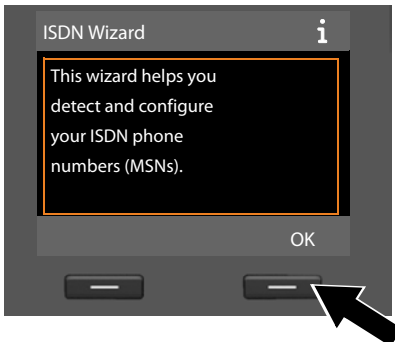 ISDN Wizard i
This wizard helps you
detect and configure
your ISDN phone
numbers (MSNs).
OK